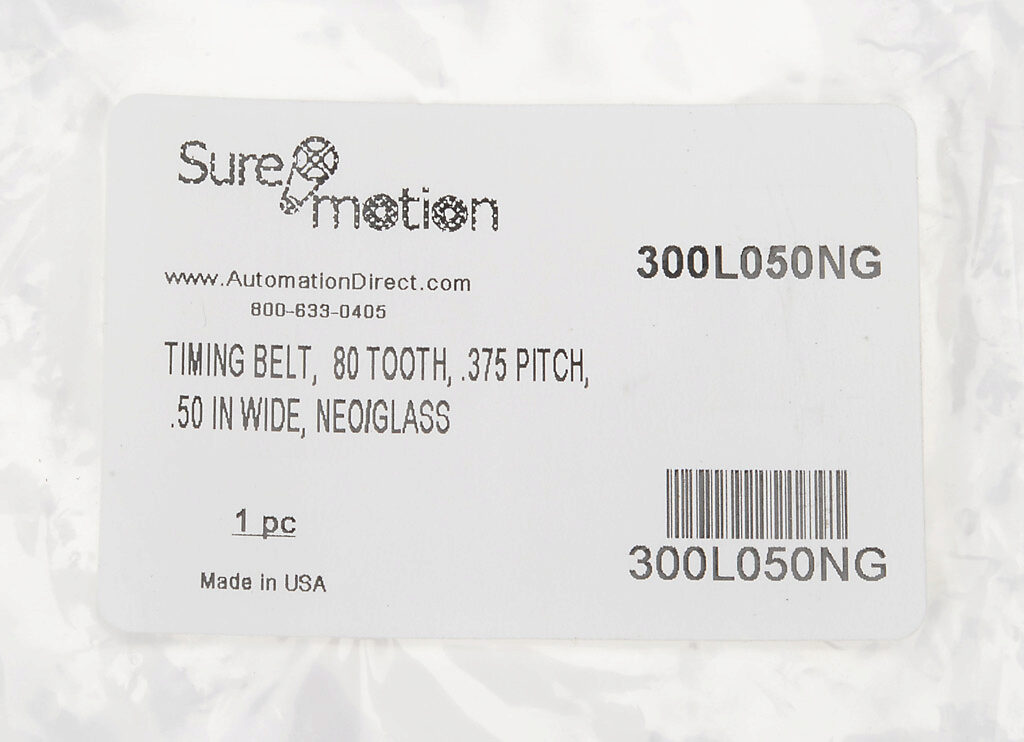 Sure
motion
www.AutomationDirect.com
800-633-0405
300L050NG
TIMING BELT, 80 TOOTH, .375 PITCH,
.50 IN WIDE, NEO/GLASS
1 pc
Made in USA
300L050NG